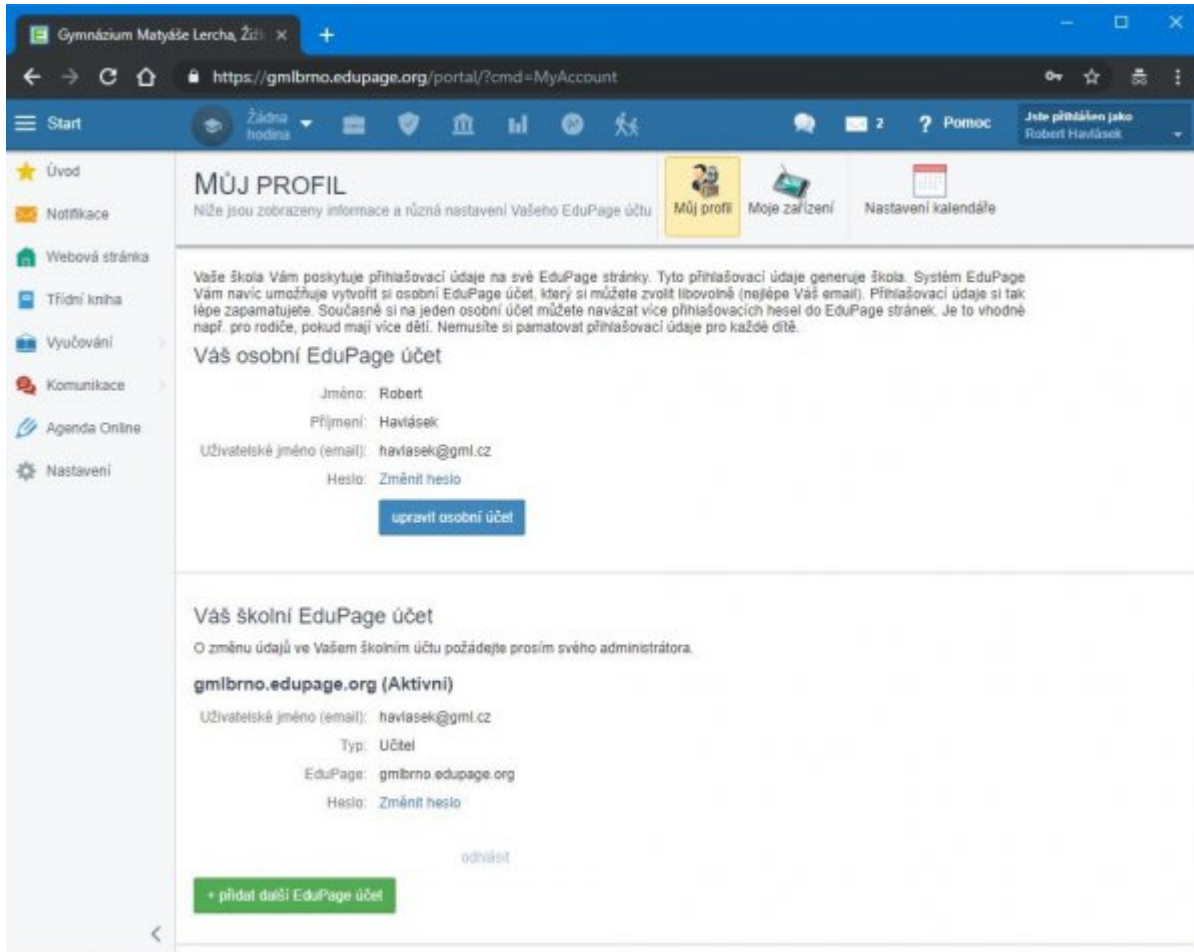 Gymnázium Matyáše Lercha, Žiž
https://gmlbrno.edupage.org/portal/?cmd=MyAccount
Start
Žádná
hodina
2
? Pomoc
Jste přihlášen jako
Robert Havlásek
Úvod
Notifikace
Webová stránka
Třídní kniha
Vyučování
Komunikace
Agenda Online
Nastavení
MŮJ PROFIL
Níže jsou zobrazeny informace a různá nastavení Vašeho EduPage účtu
Můj profil
Moje zařízení
Nastavení kalendáře
Vaše škola Vám poskytuje přihlašovací údaje na své EduPage stránky. Tyto přihlašovací údaje generuje škola. Systém EduPage
Vám navíc umožňuje vytvořit si osobní EduPage účet, který si můžete zvolit libovolně (nejlépe Váš email). Přihlašovací údaje si tak
lépe zapamatujete. Současně si na jeden osobní účet můžete navázat více přihlašovacích hesel do EduPage stránek. Je to vhodné
např. pro rodiče, pokud mají více dětí. Nemusíte si pamatovat přihlašovací údaje pro každé dítě.
Váš osobní EduPage účet
Jméno: Robert
Příjmení: Havlásek
Uživatelské jméno (email): havlasek@gml.cz
Heslo: Změnit heslo
upravit osobní účet
Váš školní EduPage účet
O změnu údajů ve Vašem školním účtu požádejte prosím svého administrátora.
gmlbrno.edupage.org (Aktivní)
Uživatelské jméno (email): havlasek@gml.cz
Typ: Učitel
EduPage: gmlbrno.edupage.org
Heslo: Změnit heslo
odhlásit
+ přidat další EduPage účet